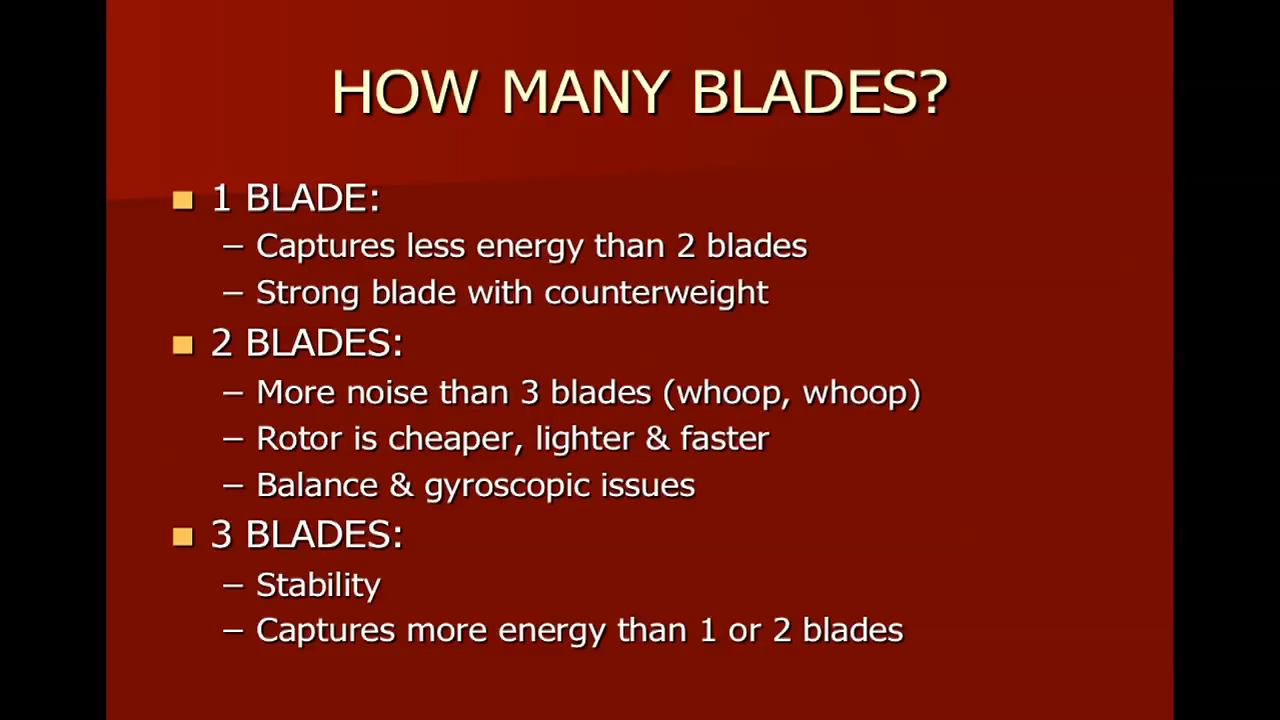 HOW MANY BLADES?
1 BLADE:
– Captures less energy than 2 blades
– Strong blade with counterweight
2 BLADES:
– More noise than 3 blades (whoop, whoop)
– Rotor is cheaper, lighter & faster
– Balance & gyroscopic issues
3 BLADES:
– Stability
– Captures more energy than 1 or 2 blades